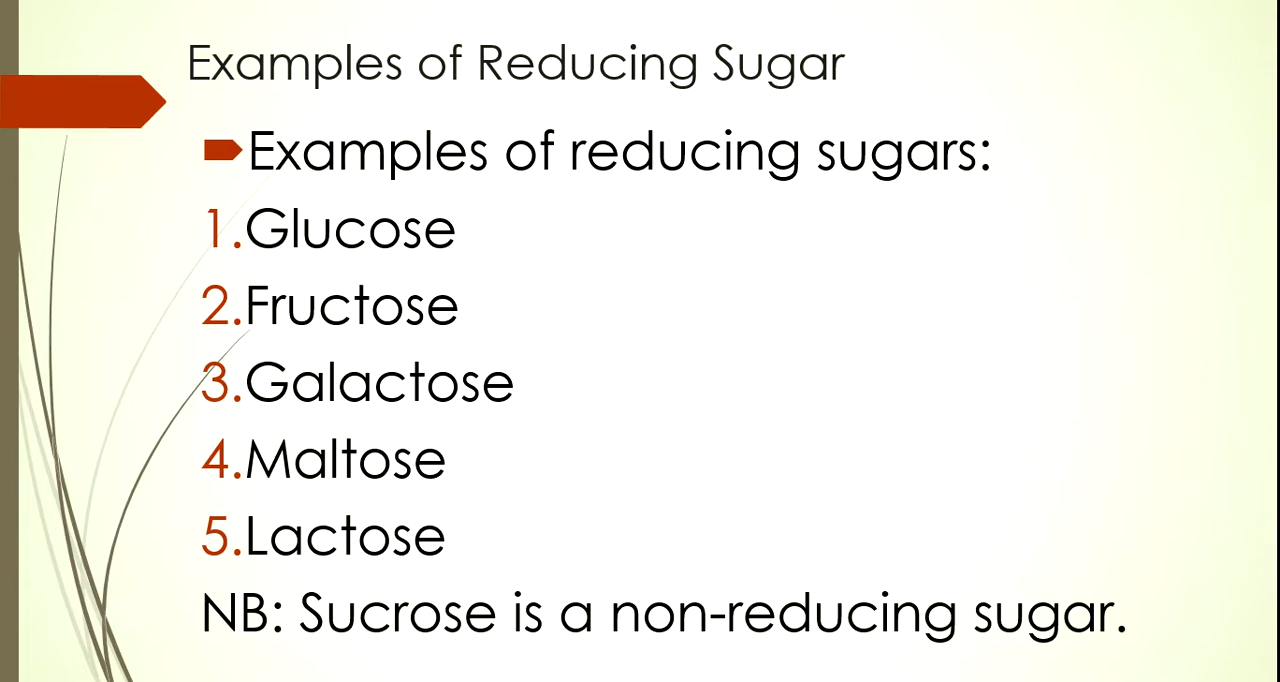 Examples of Reducing Sugar
Examples of reducing sugars:
1.Glucose
2.Fructose
3.Galactose
4.Maltose
5.Lactose
NB: Sucrose is a non-reducing sugar.